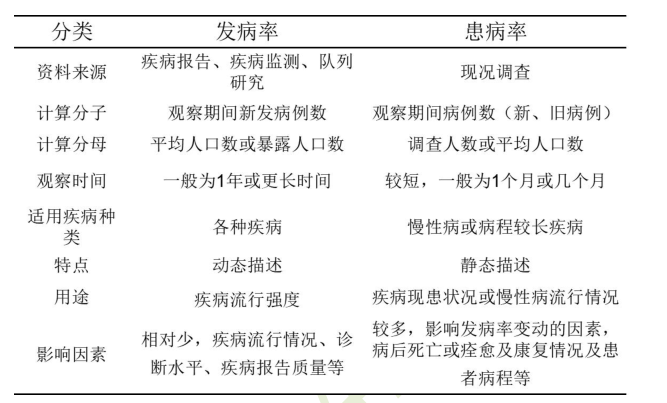 分类 发病率 患病率
资料来源 疾病报告、疾病监测、队列研究 现况调查
计算分子 观察期间新发病例数 观察期间病例数（新、旧病例）
计算分母 平均人口数或暴露人口数 调查人数或平均人口数
观察时间 一般为1年或更长时间 较短，一般为1个月或几个月
适用疾病种类 各种疾病 慢性病或病程较长疾病
特点 动态描述 静态描述
用途 疾病流行强度 疾病现患状况或慢性病流行情况
影响因素 相对少，疾病流行情况、诊断水平、疾病报告质量等 较多，影响发病率变动的因素，病后死亡或痊愈及康复情况及患者病程等